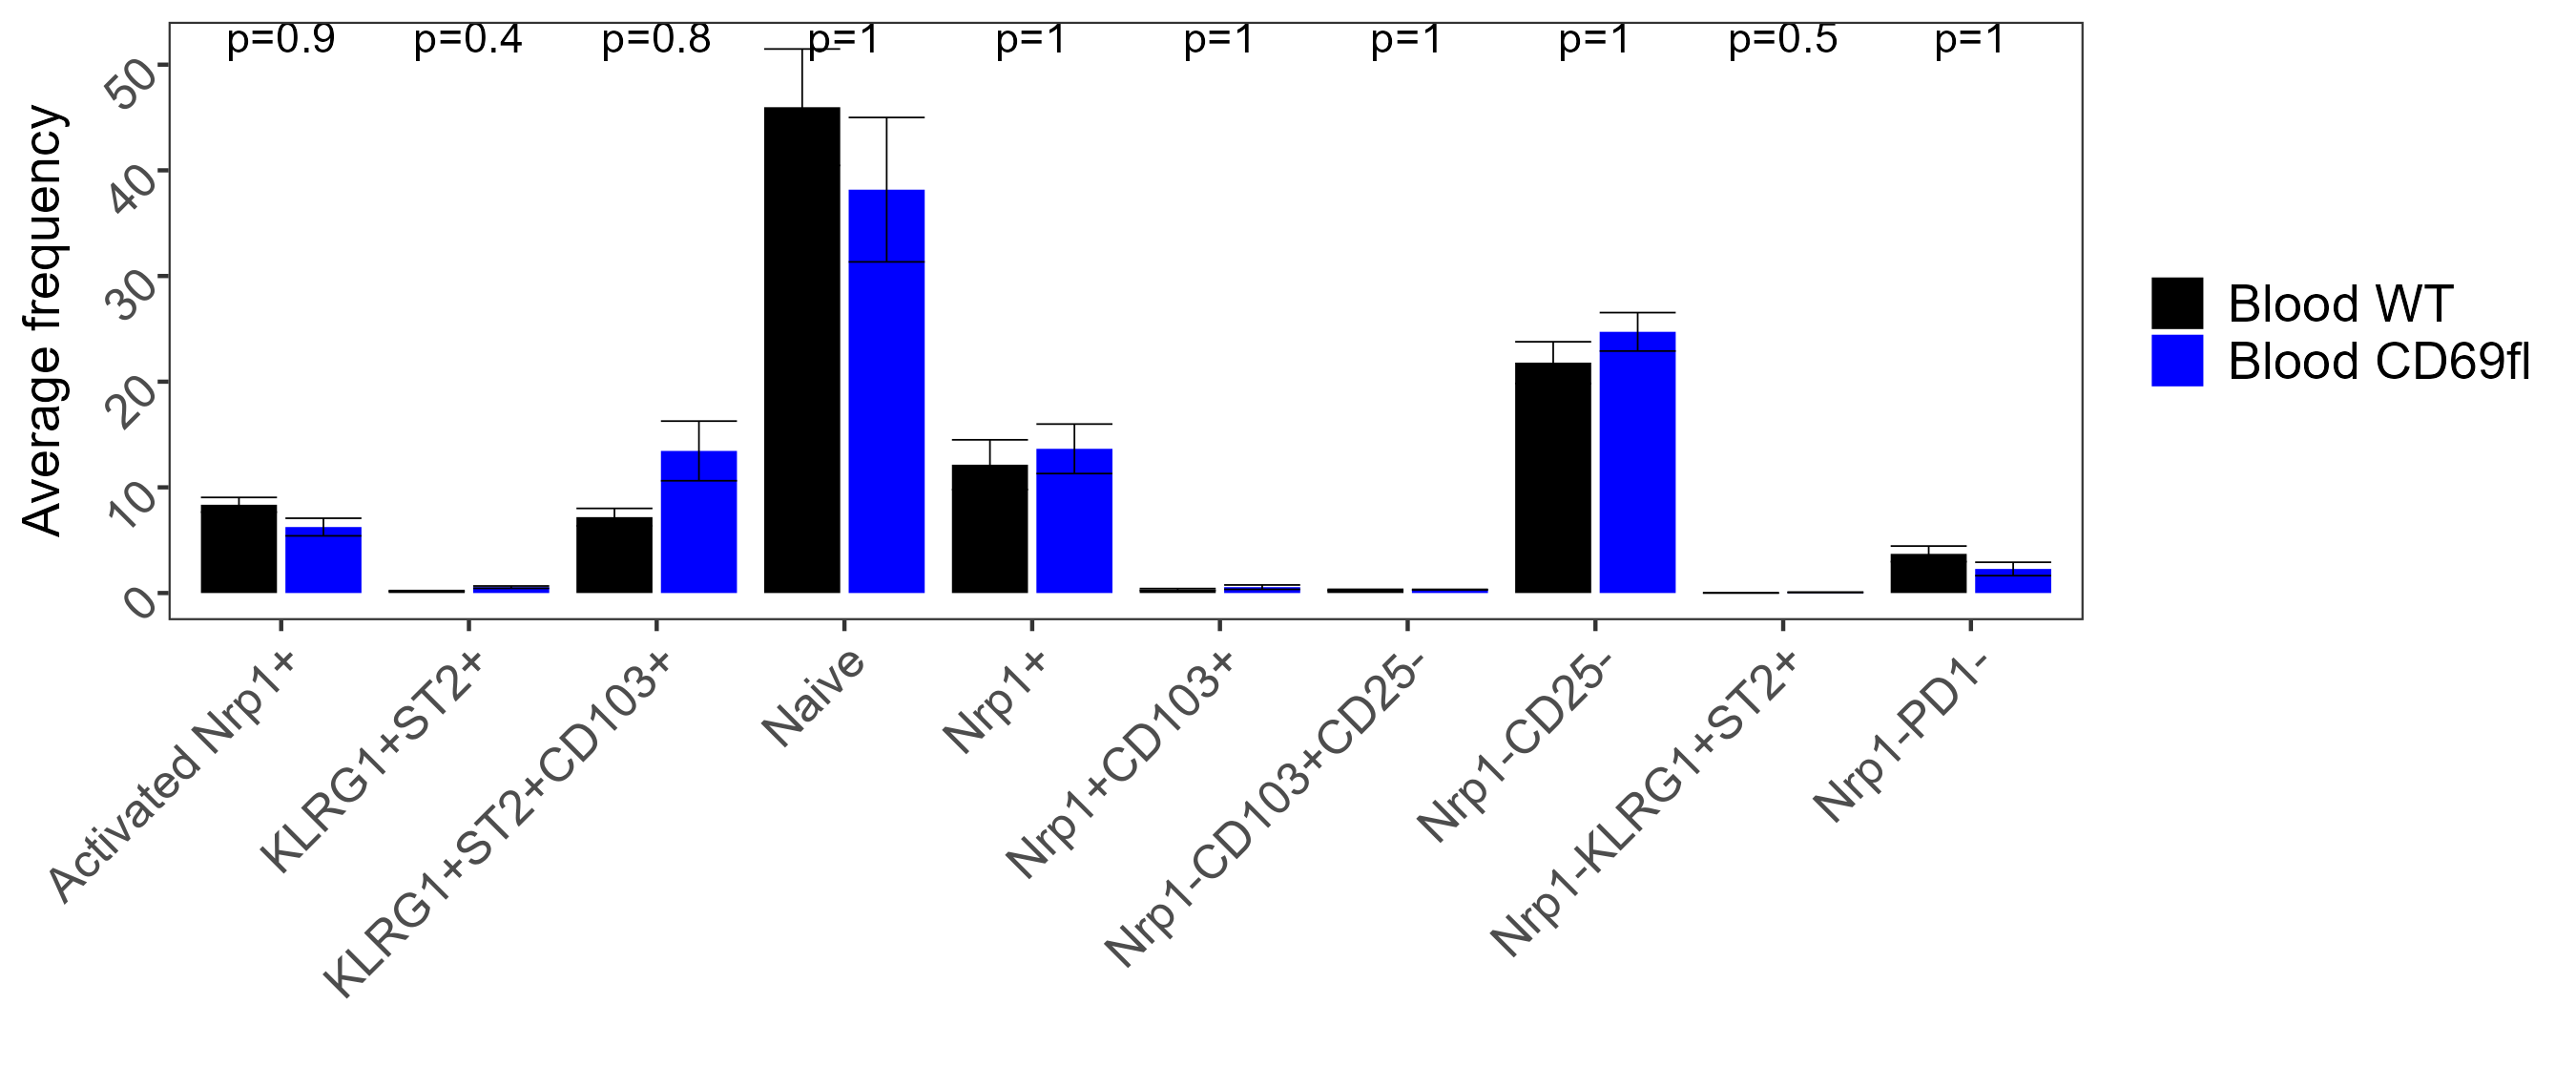 p=0.9 p=0.4 p=0.8 p=1 p=1 p=1 p=1 p=1 p=0.5 p=1
Average frequency
50
40
30
20
10
0
Activated Nrp1+
KLRG1+ST2+
KLRG1+ST2+CD103+
Naive
Nrp1+
Nrp1+CD103+
Nrp1-CD103+CD25-
Nrp1-CD25-
Nrp1-KLRG1+ST2+
Nrp1-PD1-
Blood WT
Blood CD69fl